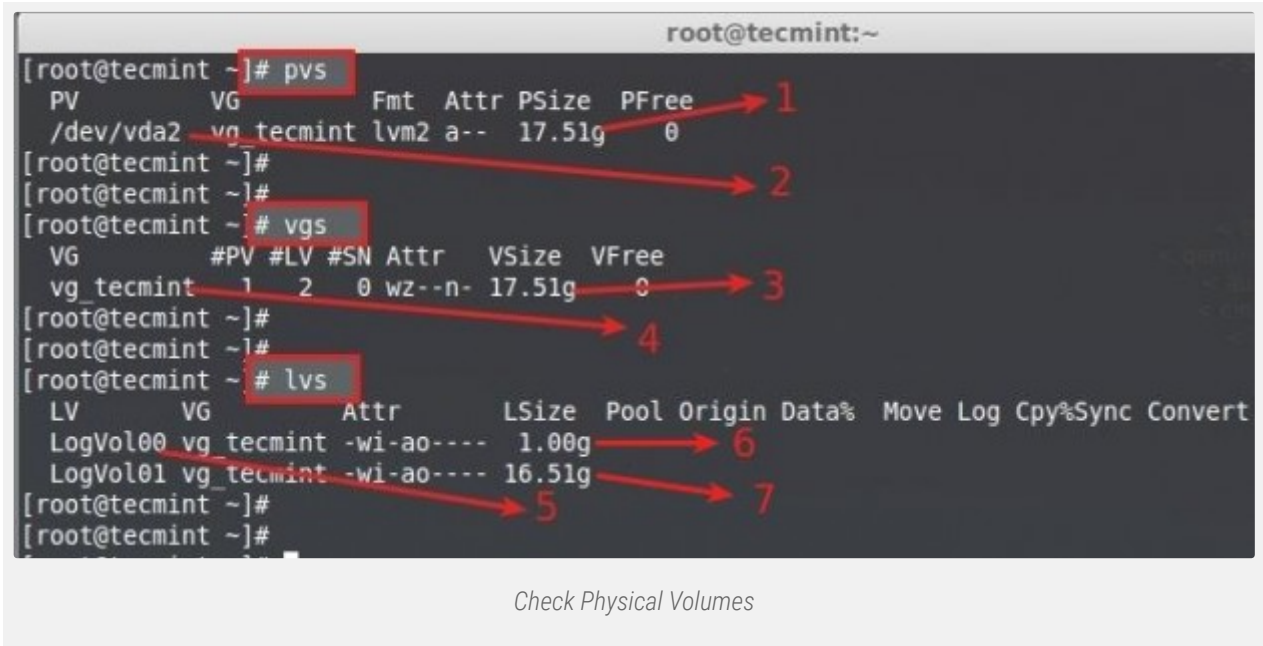 root@tecmint:~
[root@tecmint ~]# pvs
PV VG Fmt Attr PSize PFree
/dev/vda2 vg_tecmint lvm2 a-- 17.51g 0
1
[root@tecmint ~]#
[root@tecmint ~]#
2
[root@tecmint ~]# vgs
VG #PV #LV #SN Attr VSize VFree
vg_tecmint 1 2 0 wz--n- 17.51g 0
3
[root@tecmint ~]#
4
[root@tecmint ~]#
[root@tecmint ~]# lvs
LV VG Attr LSize Pool Origin Data% Move Log Cpy%Sync Convert
LogVol00 vg_tecmint -wi-ao---- 1.00g
6
LogVol01 vg_tecmint -wi-ao---- 16.51g
7
[root@tecmint ~]#
5
[root@tecmint ~]#
Check Physical Volumes